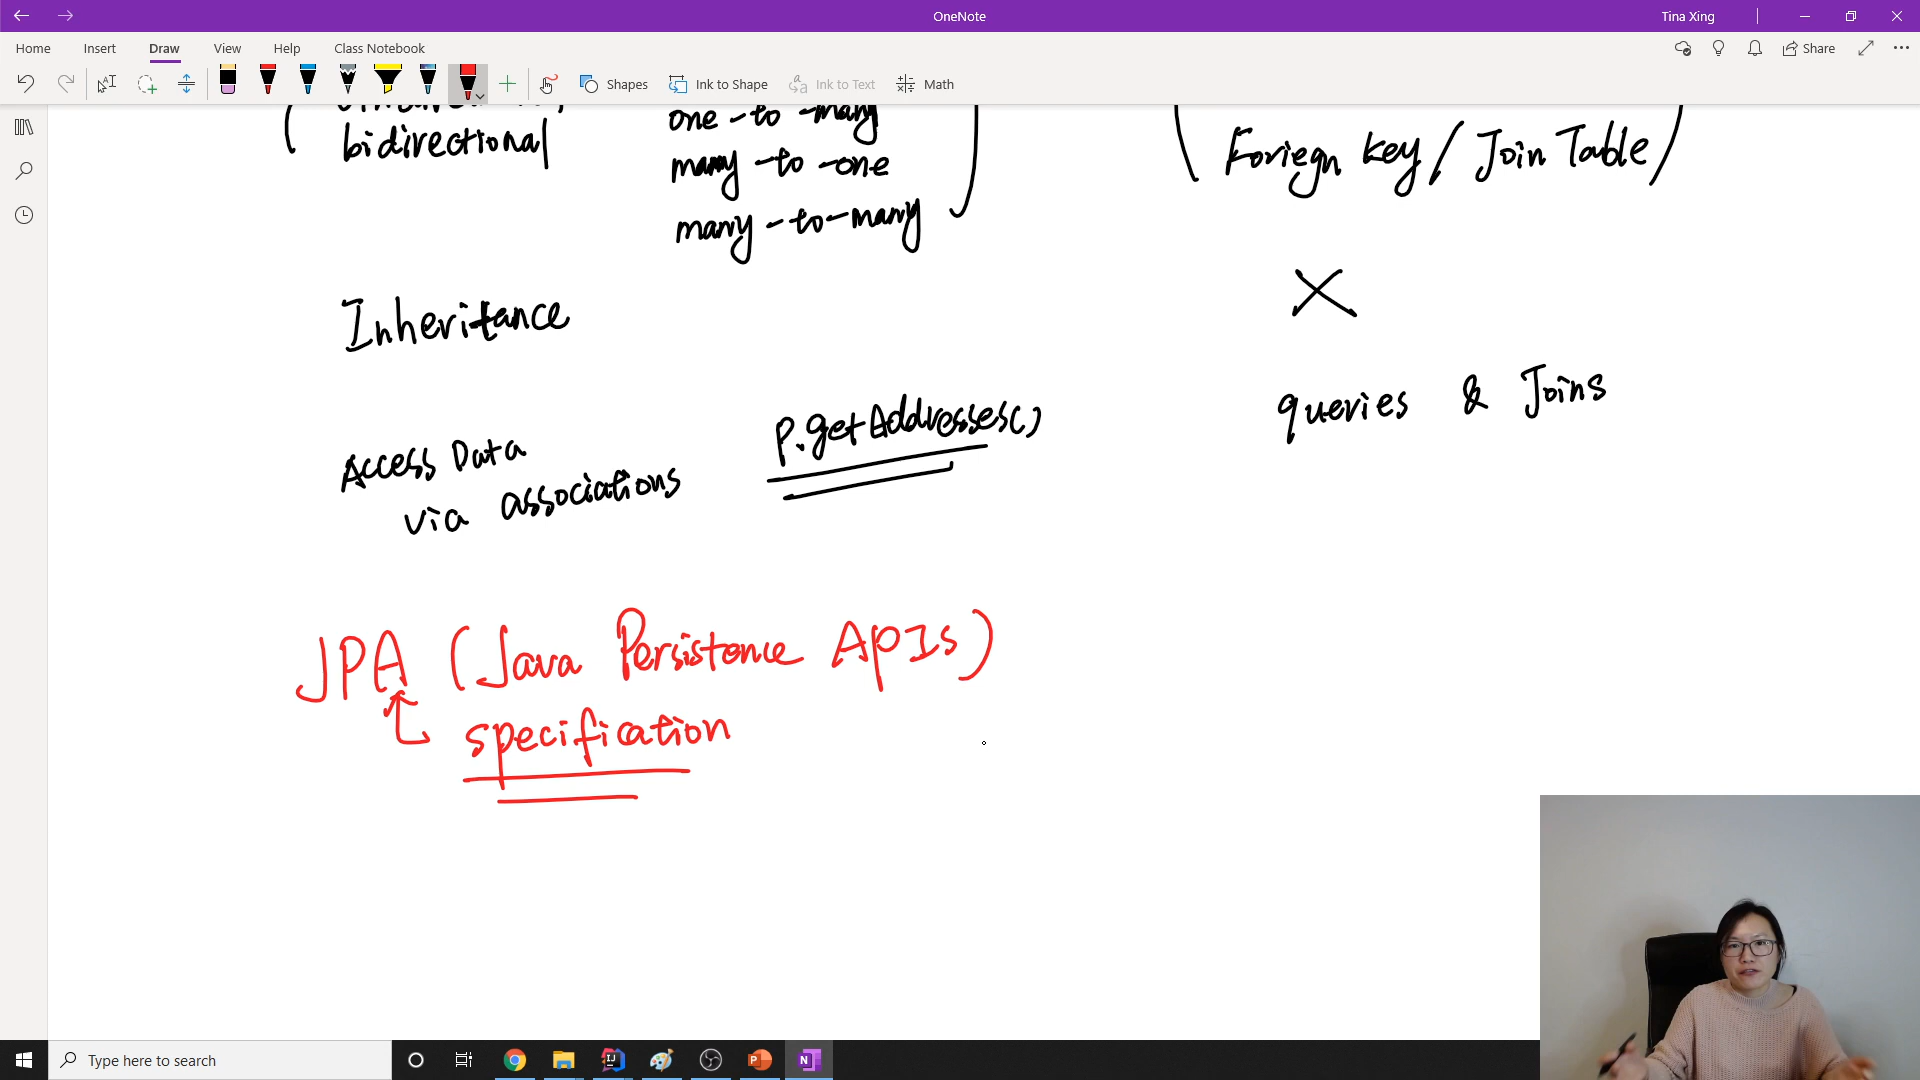 OneNote
Tina Xing
Home Insert Draw View Help Class Notebook
Share
Shapes Ink to Shape Ink to Text Math
bidirectional
one-to-many
many-to-one
many-to-many
(Foriegn key / Join Table)
Inheritance
X
Access Data
via associations
P.getAddresses()
queries & Joins
JPA (Java Persistence APIs)
specification
Type here to search